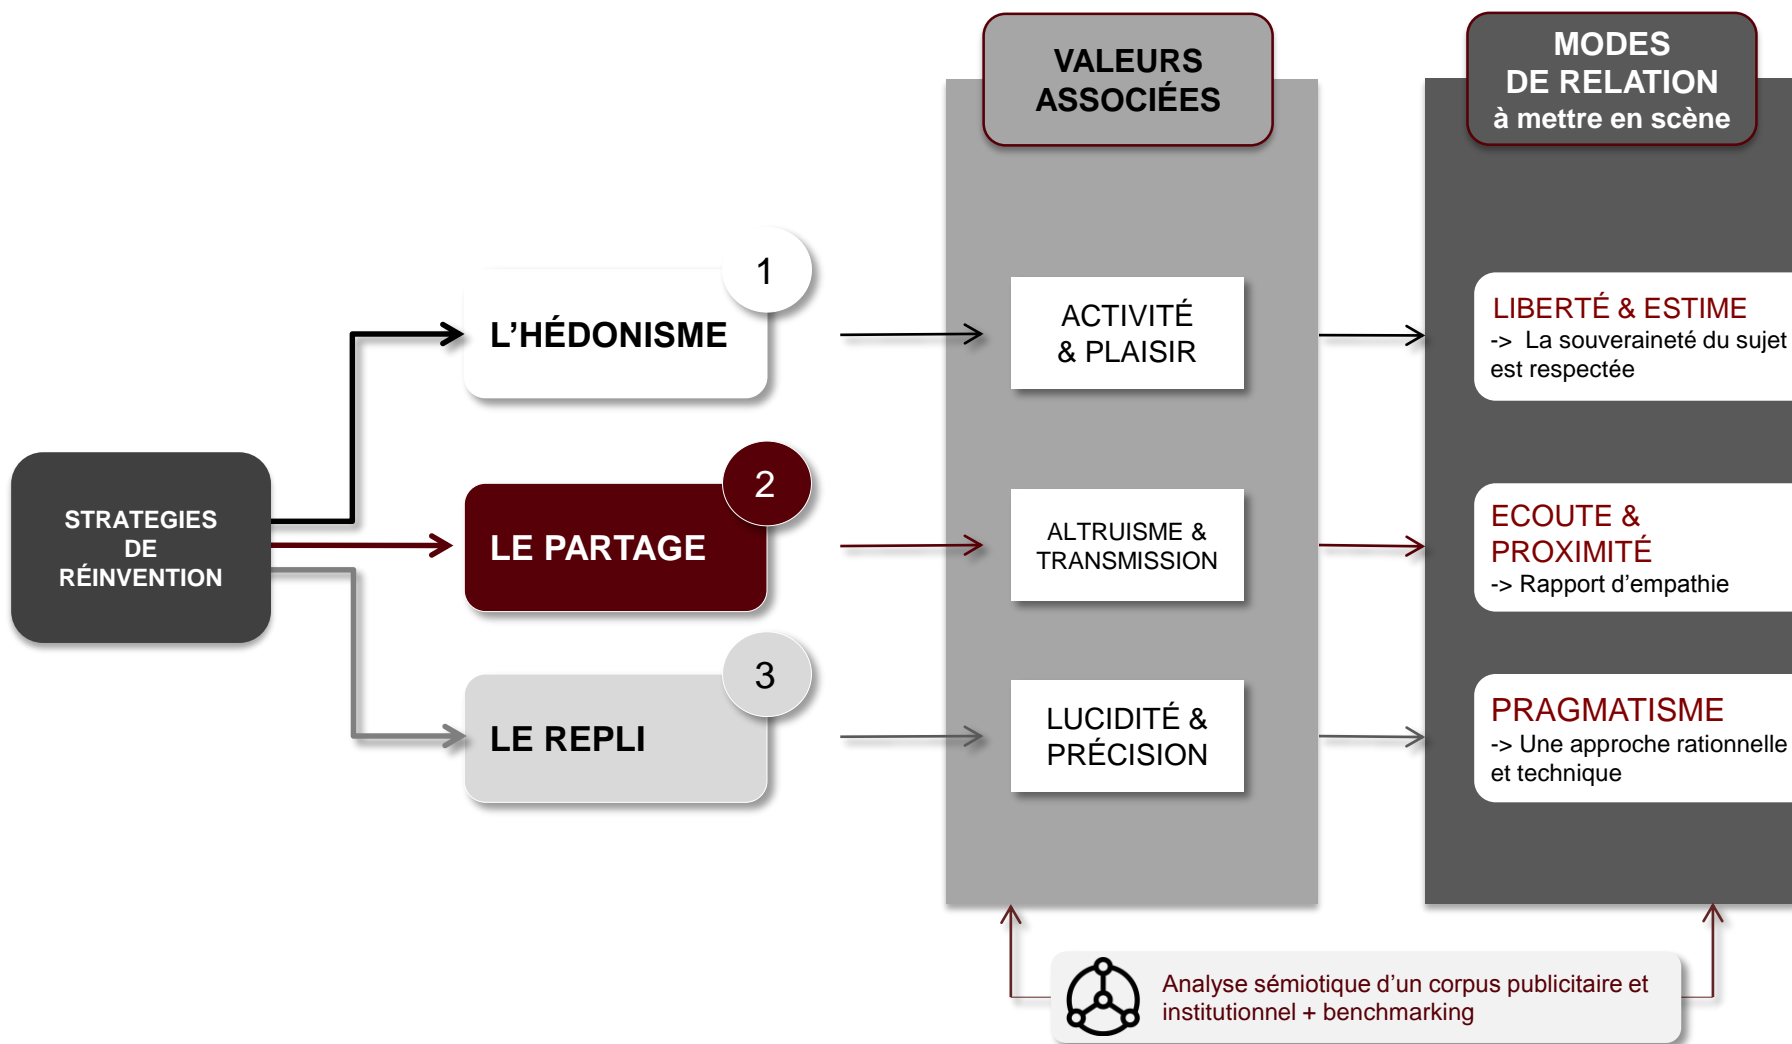 VALEURS
ASSOCIÉES
MODES
DE RELATION
à mettre en scène
STRATEGIES
DE
RÉINVENTION
1
L’HÉDONISME
ACTIVITÉ
& PLAISIR
LIBERTÉ & ESTIME
-> La souveraineté du sujet
est respectée
2
LE PARTAGE
ALTRUISME &
TRANSMISSION
ECOUTE &
PROXIMITÉ
-> Rapport d’empathie
3
LE REPLI
LUCIDITÉ &
PRÉCISION
PRAGMATISME
-> Une approche rationnelle
et technique
Analyse sémiotique d’un corpus publicitaire et
institutionnel + benchmarking